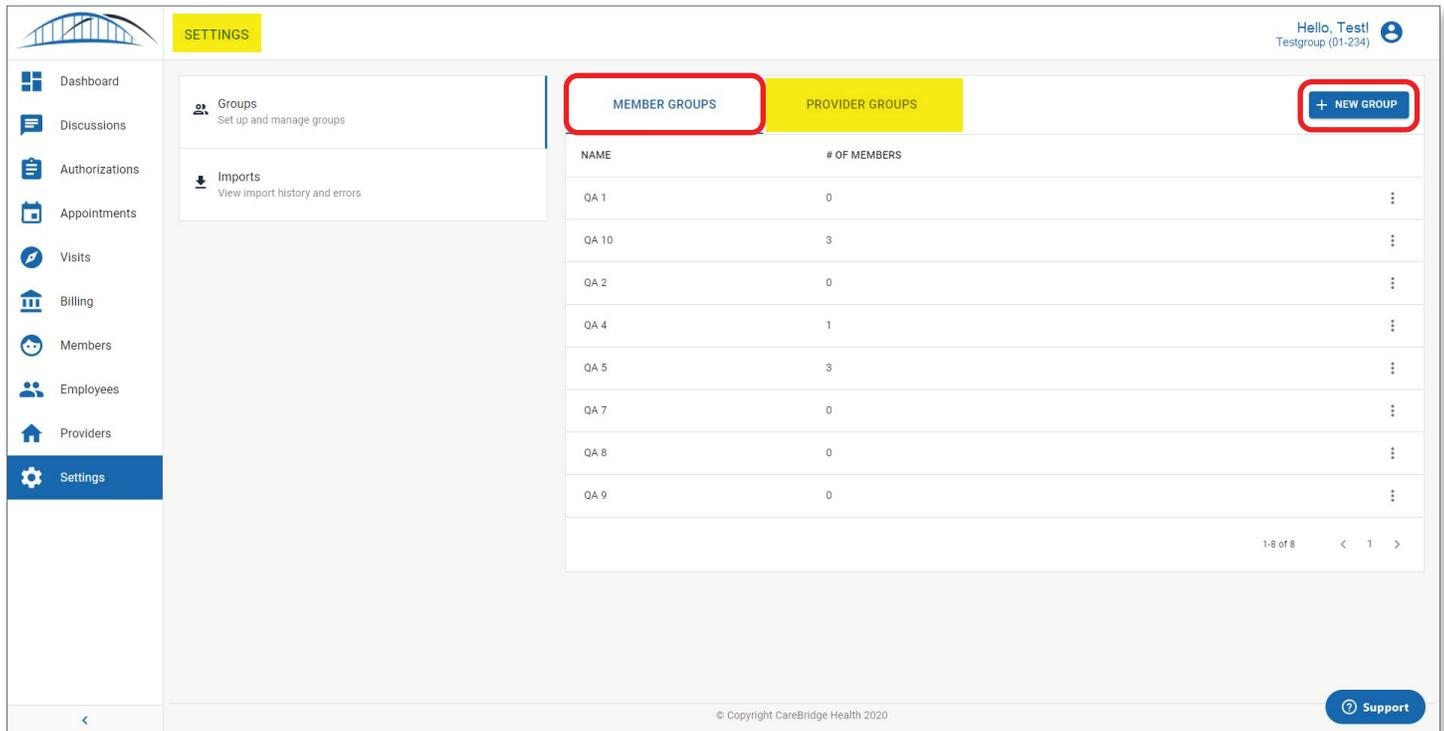 SETTINGS
Hello, Test!
Testgroup (01-234)
Dashboard
Discussions
Authorizations
Appointments
Visits
Billing
Members
Employees
Providers
Settings
Groups
Set up and manage groups
Imports
View import history and errors
MEMBER GROUPS PROVIDER GROUPS + NEW GROUP
NAME # OF MEMBERS
QA 1 0
QA 10 3
QA 2 0
QA 4 1
QA 5 3
QA 7 0
QA 8 0
QA 9 0
1-8 of 8 < 1 >
© Copyright CareBridge Health 2020
? Support